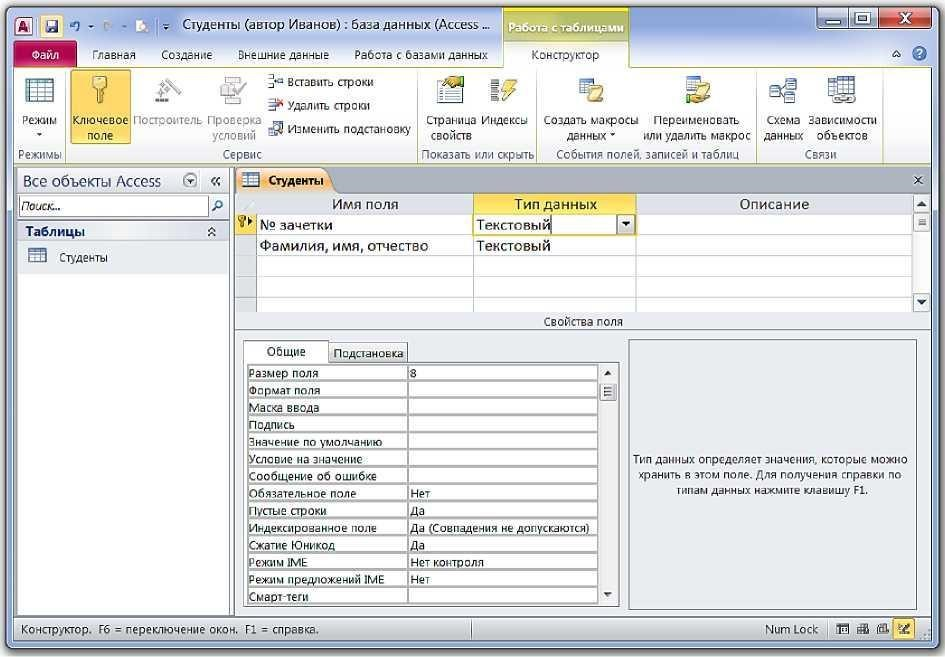 Студенты (автор Иванов) : база данных (Access ...
Работа с таблицами
Файл Главная Создание Внешние данные Работа с базами данных Конструктор
Режим
Ключевое поле
Построитель
Проверка условий
Вставить строки
Удалить строки
Изменить подстановку
Страница свойств
Индексы
Создать макросы данных
Переименовать или удалить макрос
Схема данных
Зависимости объектов
Режимы Сервис Показать или скрыть События полей, записей и таблиц Связи
Все объекты Access
Поиск...
Таблицы
Студенты
Студенты
Имя поля Тип данных Описание
№ зачетки Текстовый
Фамилия, имя, отчество Текстовый
Свойства поля
Общие Подстановка
Размер поля 8
Формат поля
Маска ввода
Подпись
Значение по умолчанию
Условие на значение
Сообщение об ошибке
Обязательное поле Нет
Пустые строки Да
Индексированное поле Да (Совпадения не допускаются)
Сжатие Юникод Да
Режим IME Нет контроля
Режим предложений IME Нет
Смарт-теги
Тип данных определяет значения, которые можно
хранить в этом поле. Для получения справки по
типам данных нажмите клавишу F1.
Конструктор. F6 = переключение окон. F1 = справка. Num Lock